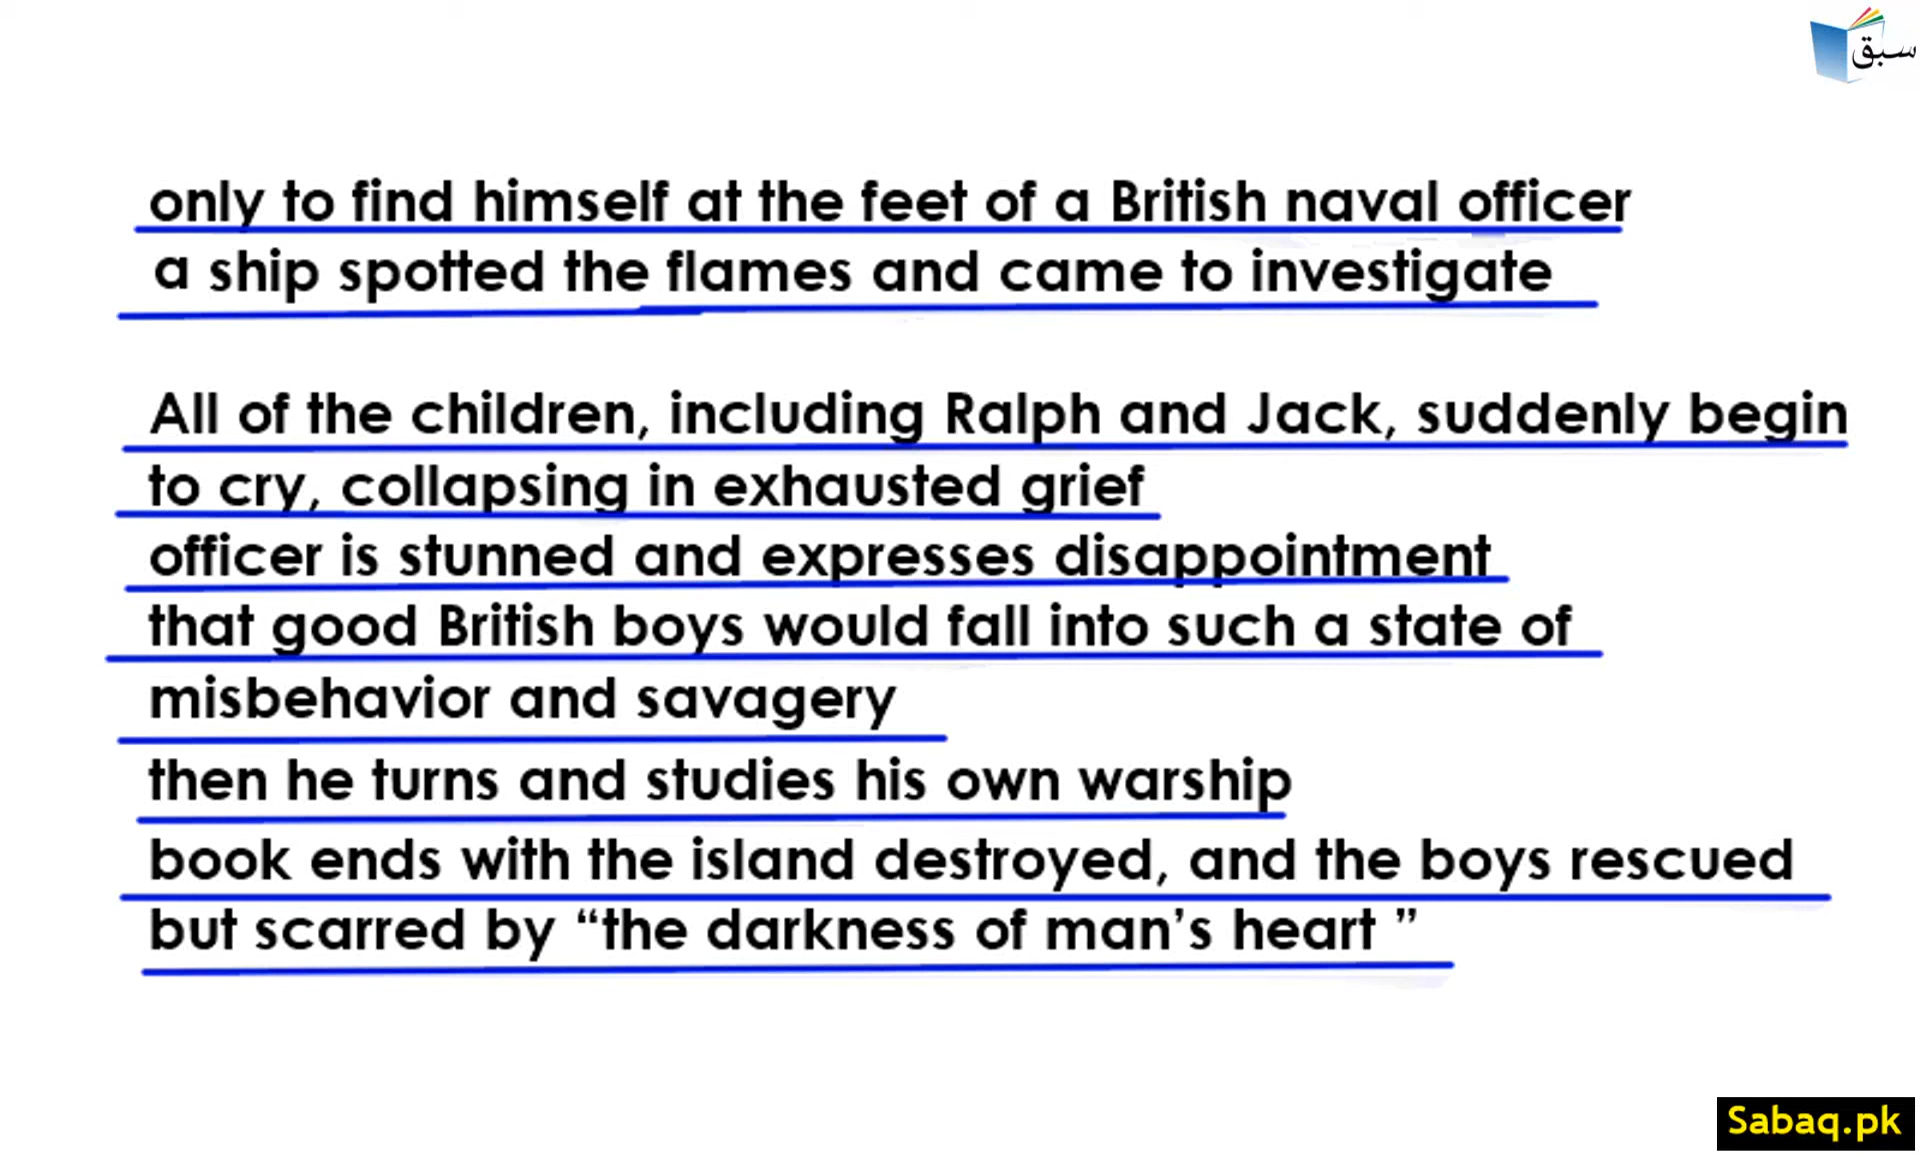 سبق
only to find himself at the feet of a British naval officer
a ship spotted the flames and came to investigate
All of the children, including Ralph and Jack, suddenly begin
to cry, collapsing in exhausted grief
officer is stunned and expresses disappointment
that good British boys would fall into such a state of
misbehavior and savagery
then he turns and studies his own warship
book ends with the island destroyed, and the boys rescued
but scarred by “the darkness of man’s heart ”
Sabaq.pk